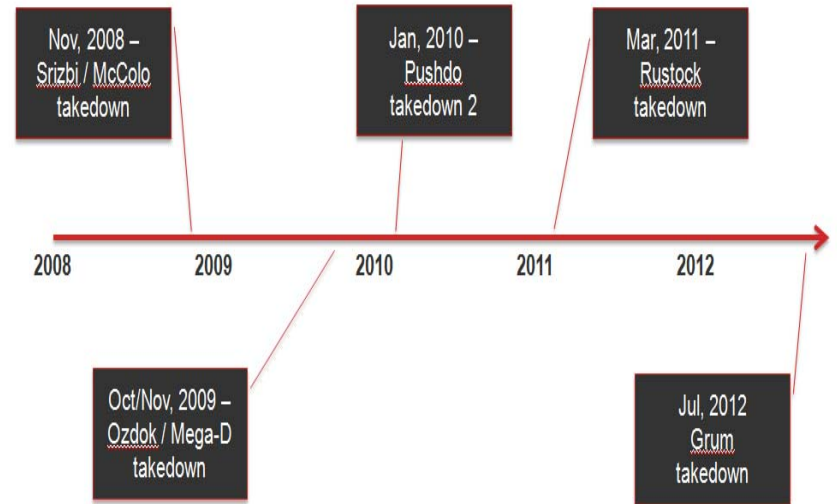 Nov, 2008 –
Srizbi / McColo
takedown
Jan, 2010 –
Pushdo
takedown 2
Mar, 2011 –
Rustock
takedown
2008
2009
2010
2011
2012
Oct/Nov, 2009 –
Ozdok / Mega-D
takedown
Jul, 2012
Grum
takedown